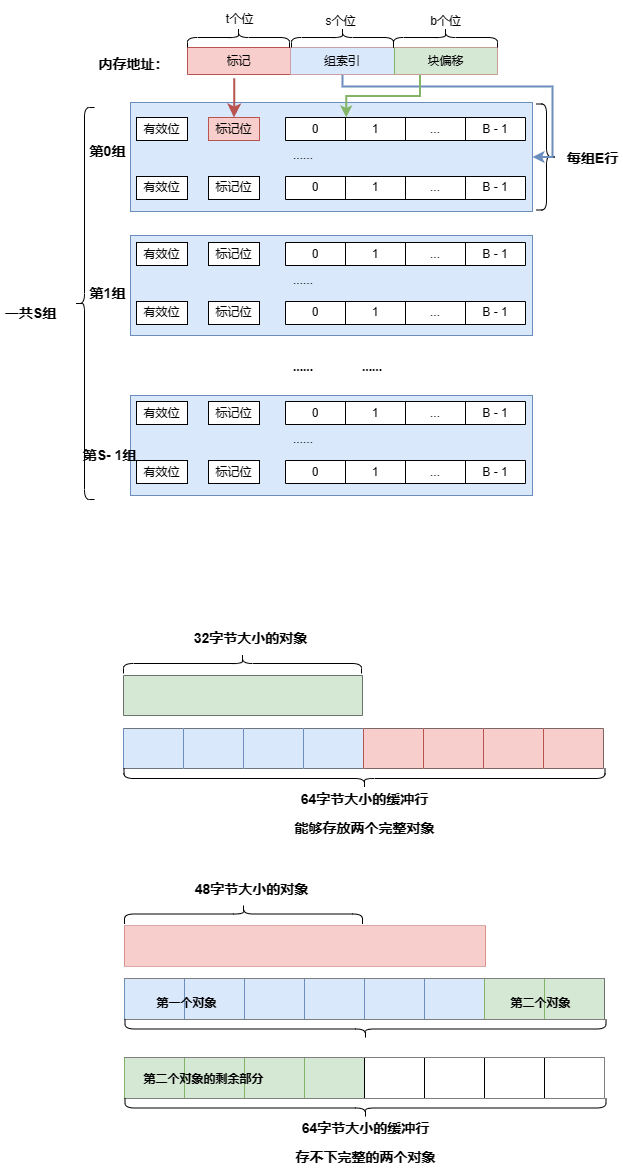 t个位 s个位 b个位
内存地址: 标记 组索引 块偏移
第0组
有效位 标记位 0 1 ... B - 1
......
有效位 标记位 0 1 ... B - 1
每组E行
第1组
有效位 标记位 0 1 ... B - 1
......
有效位 标记位 0 1 ... B - 1
一共S组
...... ......
第S- 1组
有效位 标记位 0 1 ... B - 1
......
有效位 标记位 0 1 ... B - 1
32字节大小的对象
64字节大小的缓冲行
能够存放两个完整对象
48字节大小的对象
第一个对象 第二个对象
第二个对象的剩余部分
64字节大小的缓冲行
存不下完整的两个对象